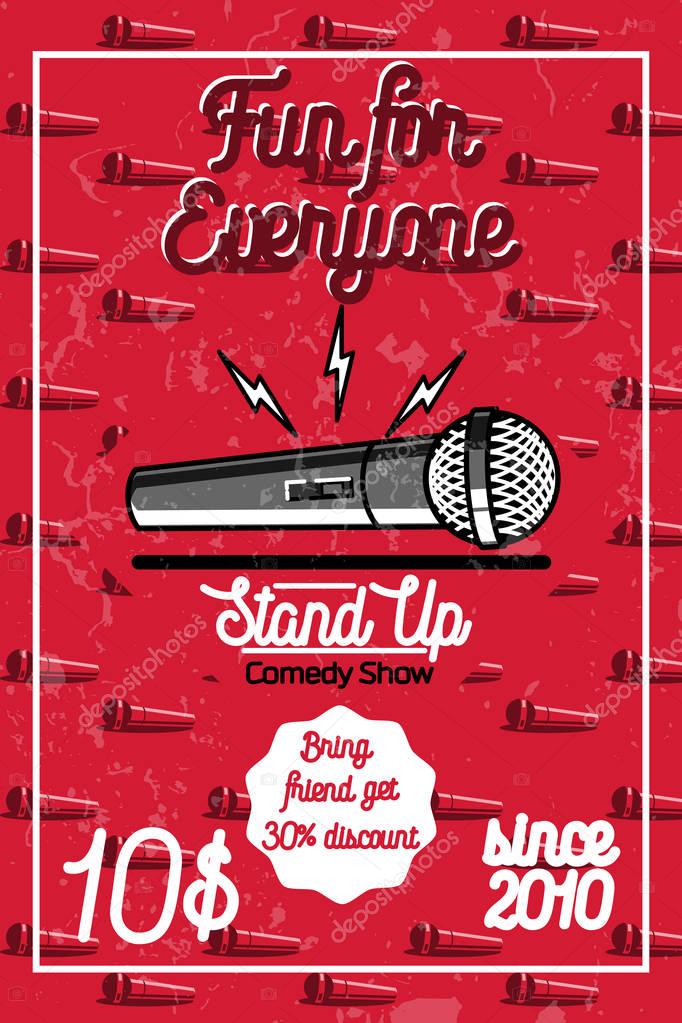 Fun for
Everyone
Stand Up
Comedy Show
Bring
friend get
30% discount
10$
since
2010
depositphotos